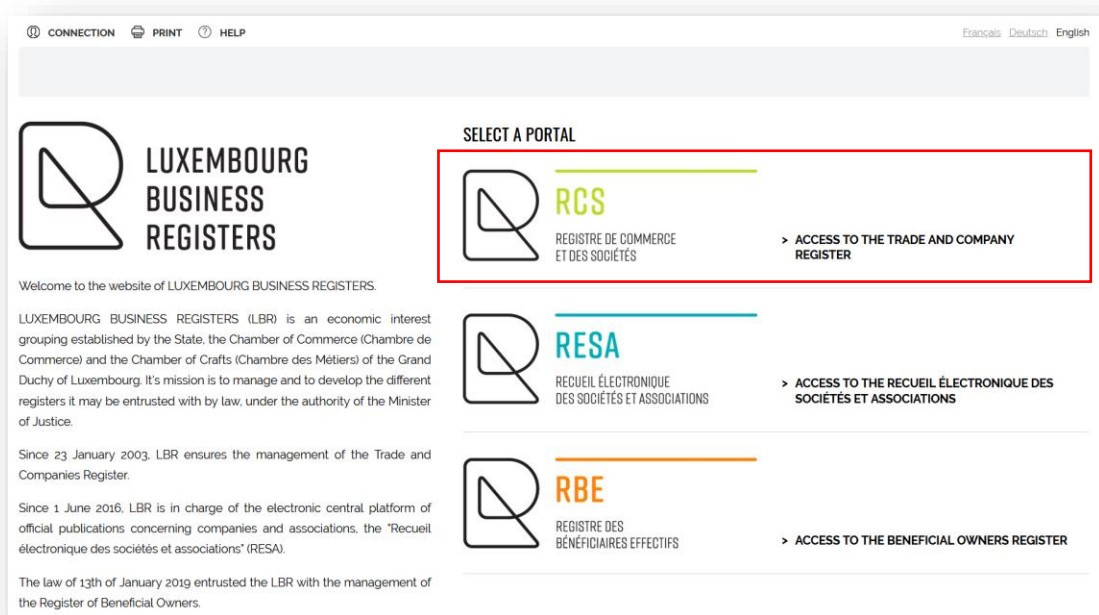 CONNECTION PRINT ? HELP
Français Deutsch English
LUXEMBOURG
BUSINESS
REGISTERS
Welcome to the website of LUXEMBOURG BUSINESS REGISTERS.
LUXEMBOURG BUSINESS REGISTERS (LBR) is an economic interest
grouping established by the State, the Chamber of Commerce (Chambre de
Commerce) and the Chamber of Crafts (Chambre des Métiers) of the Grand
Duchy of Luxembourg. It's mission is to manage and to develop the different
registers it may be entrusted with by law, under the authority of the Minister
of Justice.
Since 23 January 2003, LBR ensures the management of the Trade and
Companies Register.
Since 1 June 2016, LBR is in charge of the electronic central platform of
official publications concerning companies and associations, the "Recueil
électronique des sociétés et associations" (RESA).
The law of 13th of January 2019 entrusted the LBR with the management of
the Register of Beneficial Owners.
SELECT A PORTAL
RCS
REGISTRE DE COMMERCE
ET DES SOCIÉTÉS
> ACCESS TO THE TRADE AND COMPANY
REGISTER
RESA
RECUEIL ÉLECTRONIQUE
DES SOCIÉTÉS ET ASSOCIATIONS
> ACCESS TO THE RECUEIL ÉLECTRONIQUE DES
SOCIÉTÉS ET ASSOCIATIONS
RBE
REGISTRE DES
BÉNÉFICIAIRES EFFECTIFS
> ACCESS TO THE BENEFICIAL OWNERS REGISTER